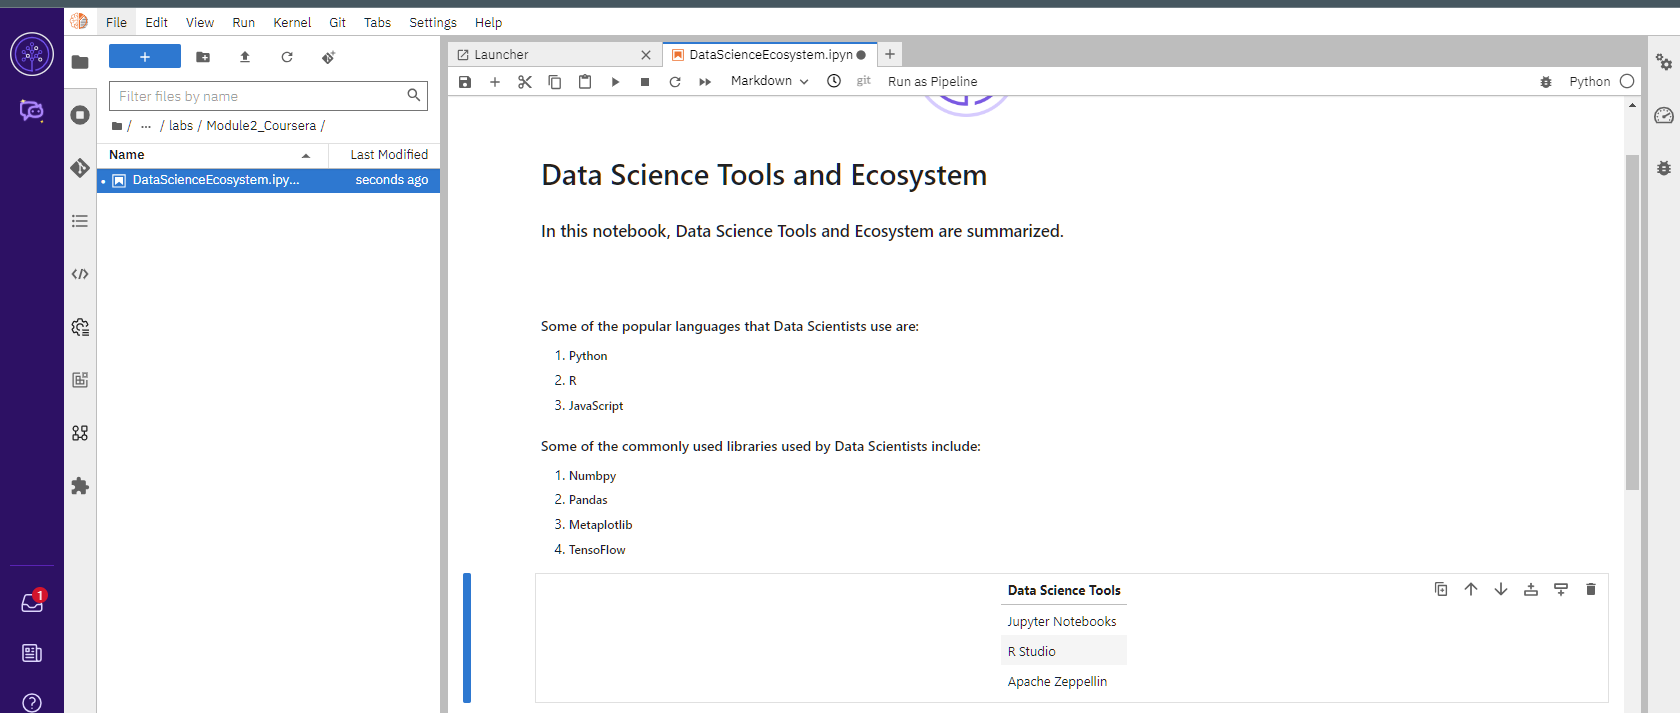 File Edit View Run Kernel Git Tabs Settings Help
+
Filter files by name
/ ... / labs / Module2_Coursera /
Name Last Modified
DataScienceEcosystem.ipy... seconds ago
1
Launcher
DataScienceEcosystem.ipyn
+
Markdown
git
Run as Pipeline
Python
Data Science Tools and Ecosystem
In this notebook, Data Science Tools and Ecosystem are summarized.
Some of the popular languages that Data Scientists use are:
1. Python
2. R
3. JavaScript
Some of the commonly used libraries used by Data Scientists include:
1. Numbpy
2. Pandas
3. Metaplotlib
4. TensoFlow
Data Science Tools
Jupyter Notebooks
R Studio
Apache Zeppellin